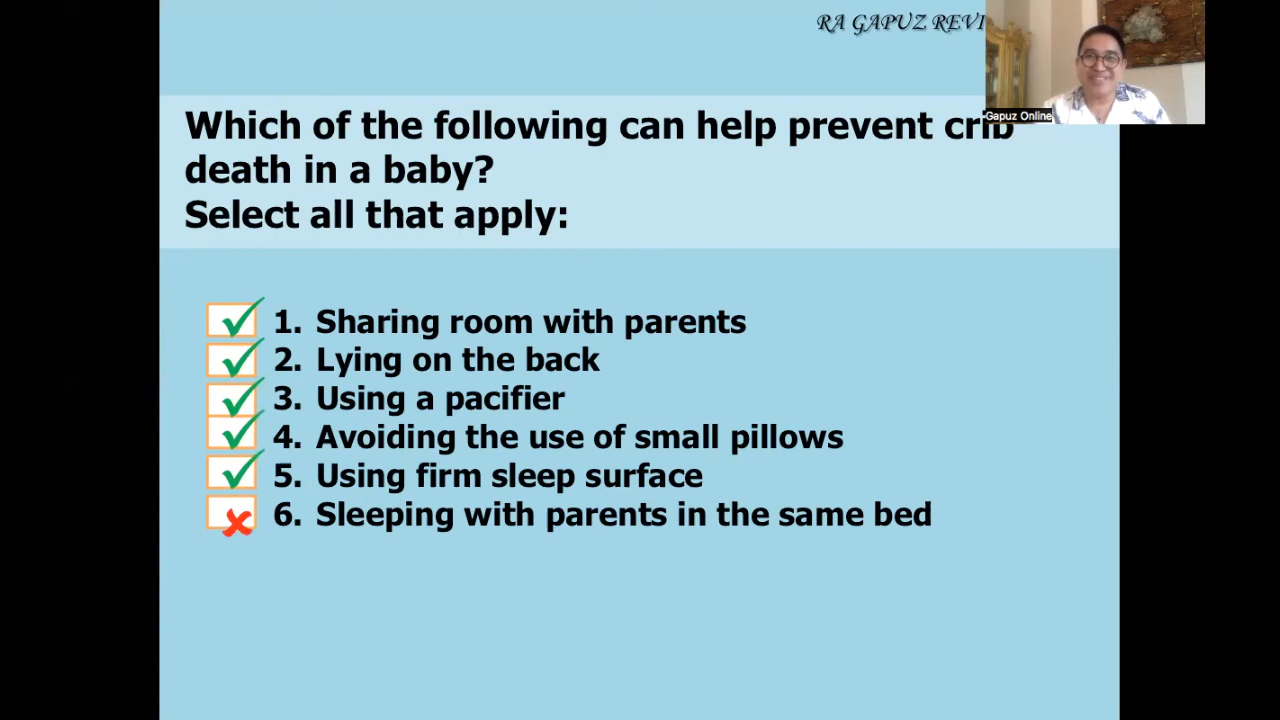 RA GAPUZ REVI
Gapuz Online
Which of the following can help prevent crib
death in a baby?
Select all that apply:
1. Sharing room with parents
2. Lying on the back
3. Using a pacifier
4. Avoiding the use of small pillows
5. Using firm sleep surface
6. Sleeping with parents in the same bed